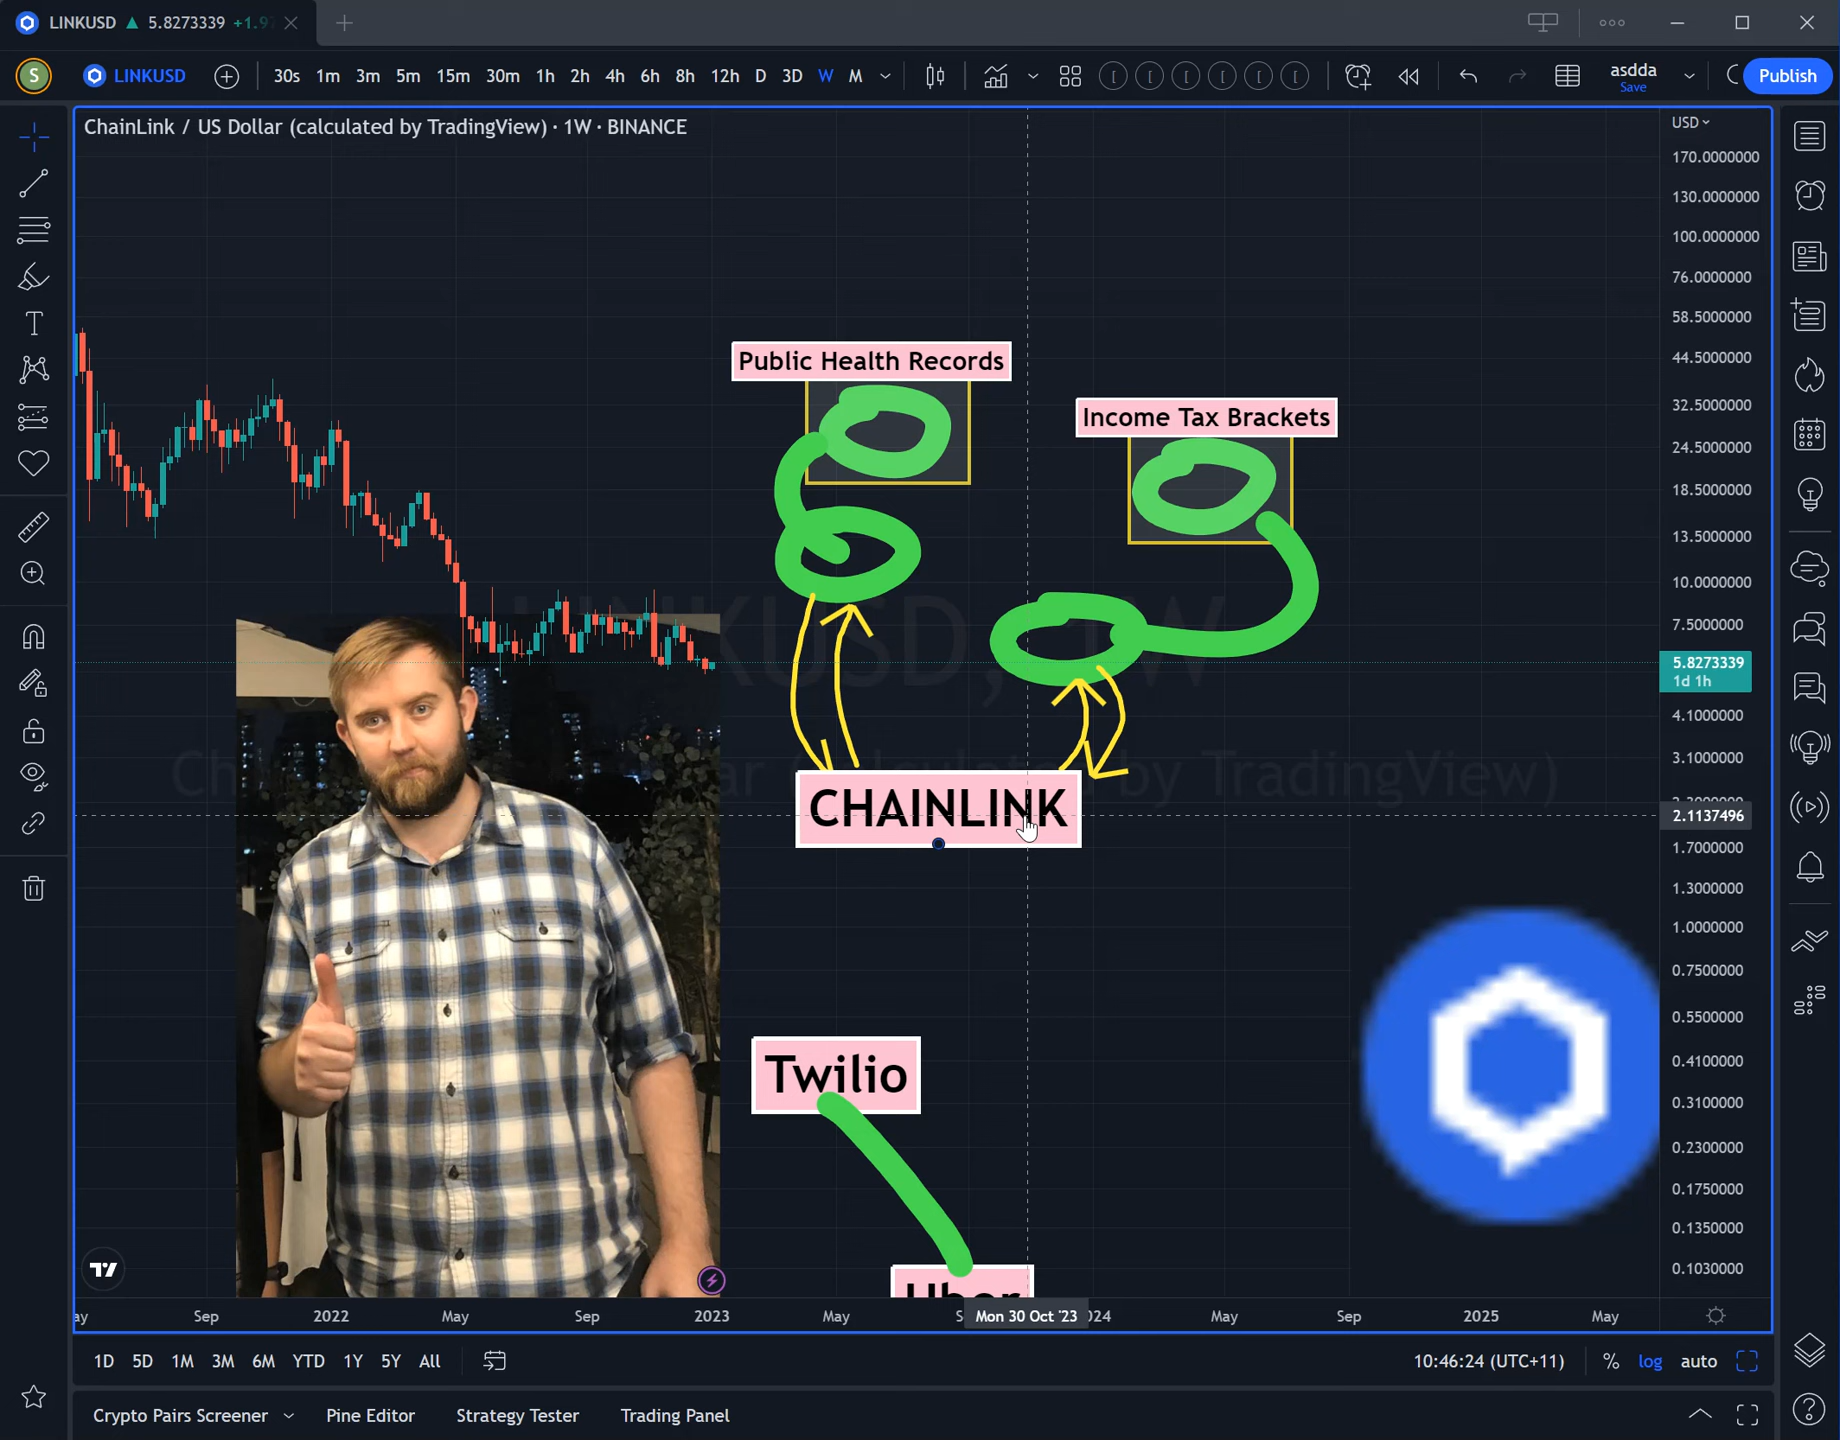 LINKUSD ▲ 5.8273339 +1.9
S LINKUSD 30s 1m 3m 5m 15m 30m 1h 2h 4h 6h 8h 12h D 3D W M asdda Save Publish
ChainLink / US Dollar (calculated by TradingView) · 1W · BINANCE
USD
170.0000000
130.0000000
100.0000000
76.0000000
58.5000000
44.5000000
32.5000000
24.5000000
18.5000000
13.5000000
10.0000000
7.5000000
5.8273339
1d 1h
4.1000000
3.1000000
2.1137496
1.7000000
1.3000000
1.0000000
0.7500000
0.5500000
0.4100000
0.3100000
0.2300000
0.1750000
0.1350000
0.1030000
Public Health Records
Income Tax Brackets
CHAINLINK
Twilio
Uber
Sep 2022 May Sep 2023 May Mon 30 Oct '23 May Sep 2025 May
1D 5D 1M 3M 6M YTD 1Y 5Y All 10:46:24 (UTC+11) % log auto
Crypto Pairs Screener Pine Editor Strategy Tester Trading Panel